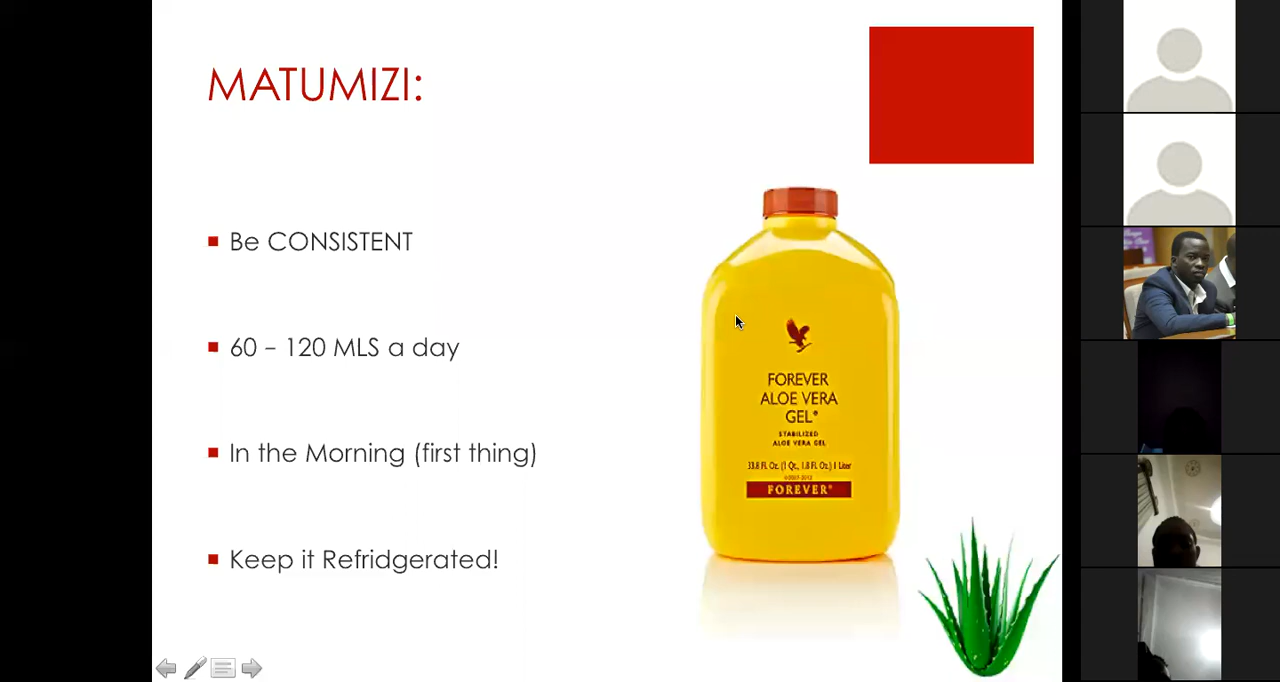 MATUMIZI:
Be CONSISTENT
60 – 120 MLS a day
In the Morning (first thing)
Keep it Refridgerated!
FOREVER
ALOE VERA
GEL®
STABILIZED
ALOE VERA GEL
33.8 FL. Oz. (1 Qt., 1.8 FL. Oz.) 1 Liter
FOREVER®